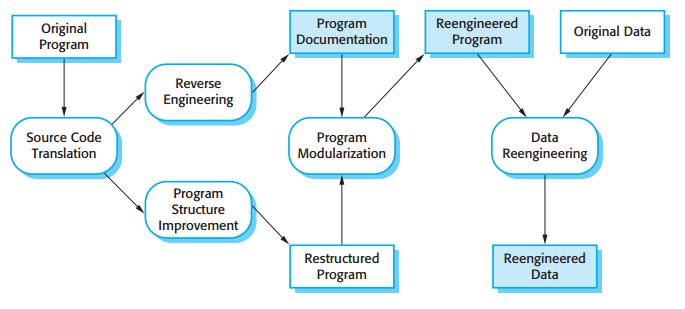 Original
Program
Program
Documentation
Reengineered
Program
Original Data
Reverse
Engineering
Source Code
Translation
Program
Modularization
Data
Reengineering
Program
Structure
Improvement
Restructured
Program
Reengineered
Data